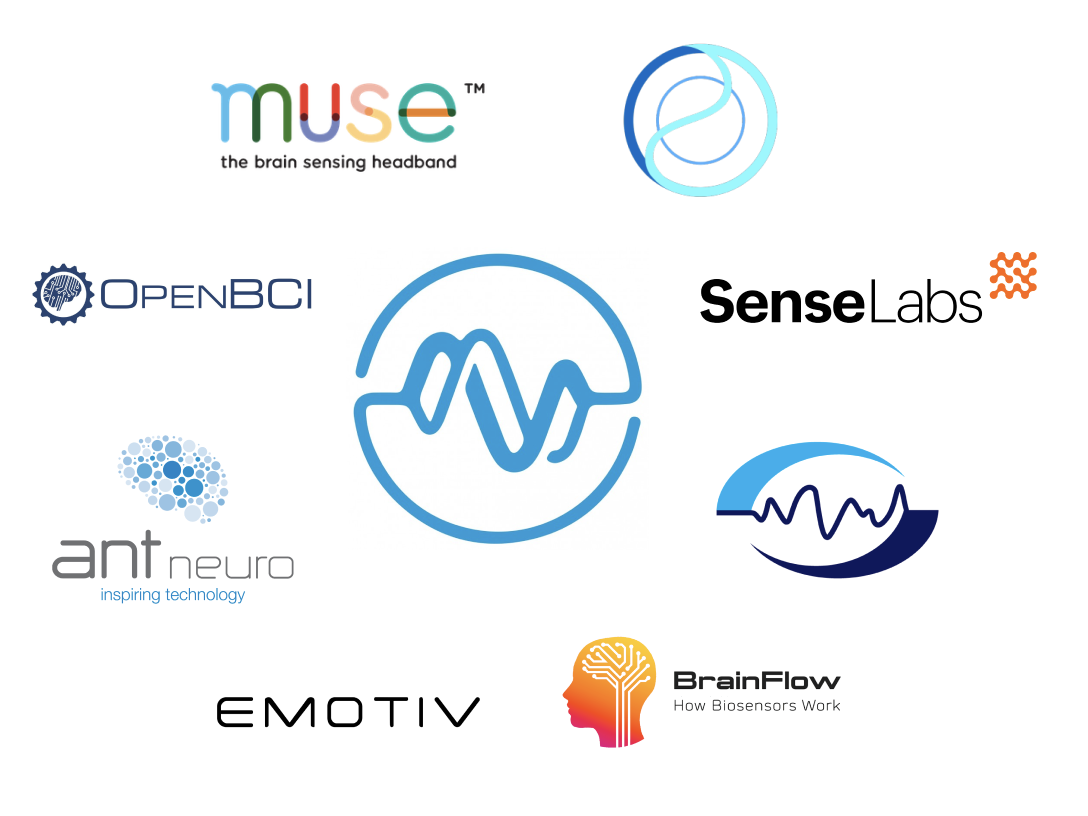 muse™
the brain sensing headband
OPENBCI
SenseLabs
ant neuro
inspiring technology
EMOTIV
BrainFlow
How Biosensors Work